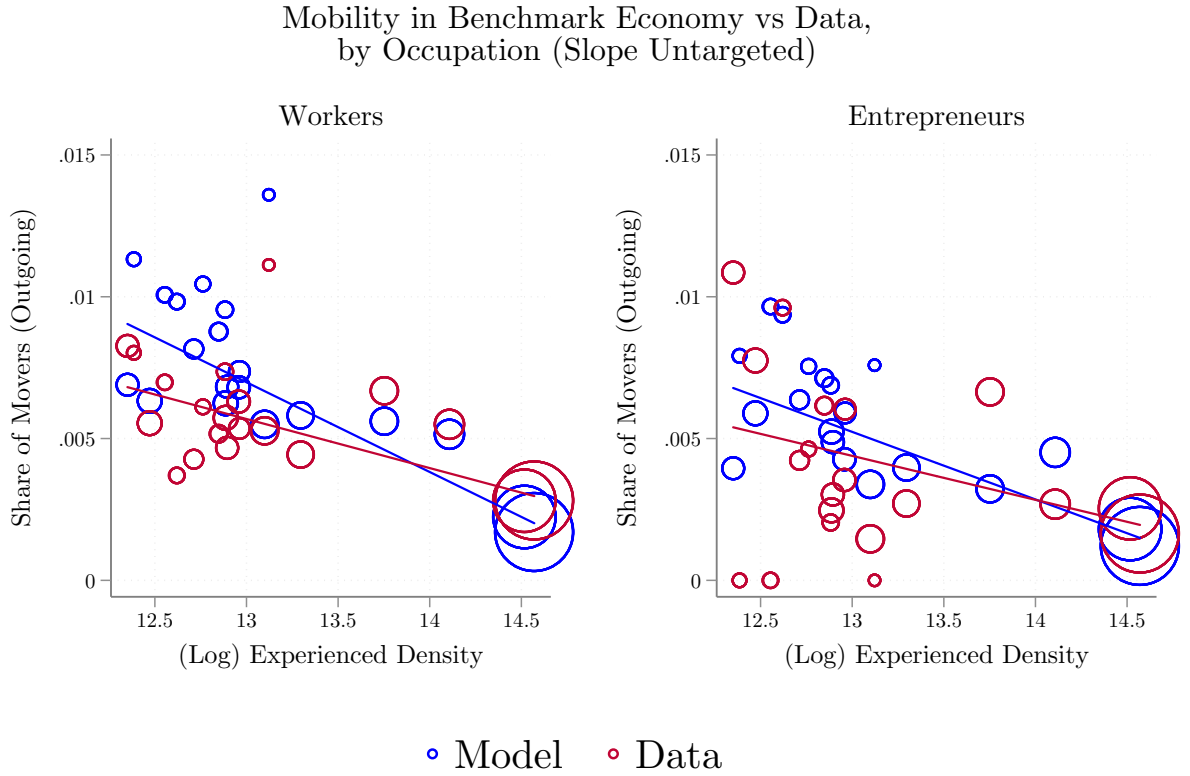 Mobility in Benchmark Economy vs Data,
by Occupation (Slope Untargeted)
Workers
Share of Movers (Outgoing)
.015
.01
.005
0
12.5 13 13.5 14 14.5
(Log) Experienced Density
Entrepreneurs
Share of Movers (Outgoing)
.015
.01
.005
0
12.5 13 13.5 14 14.5
(Log) Experienced Density
Model Data